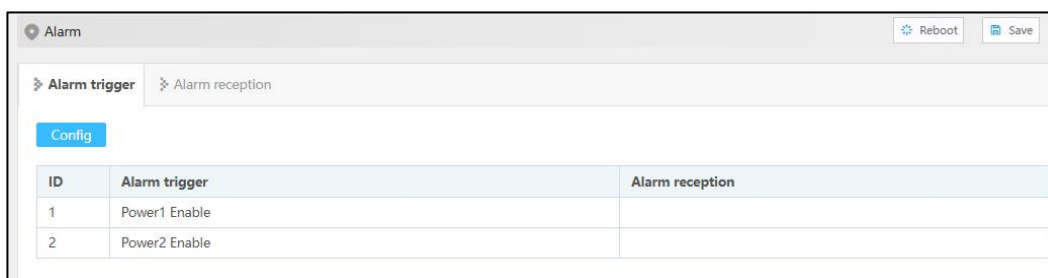 Alarm Reboot Save
Alarm trigger Alarm reception
Config
ID Alarm trigger Alarm reception
1 Power1 Enable
2 Power2 Enable